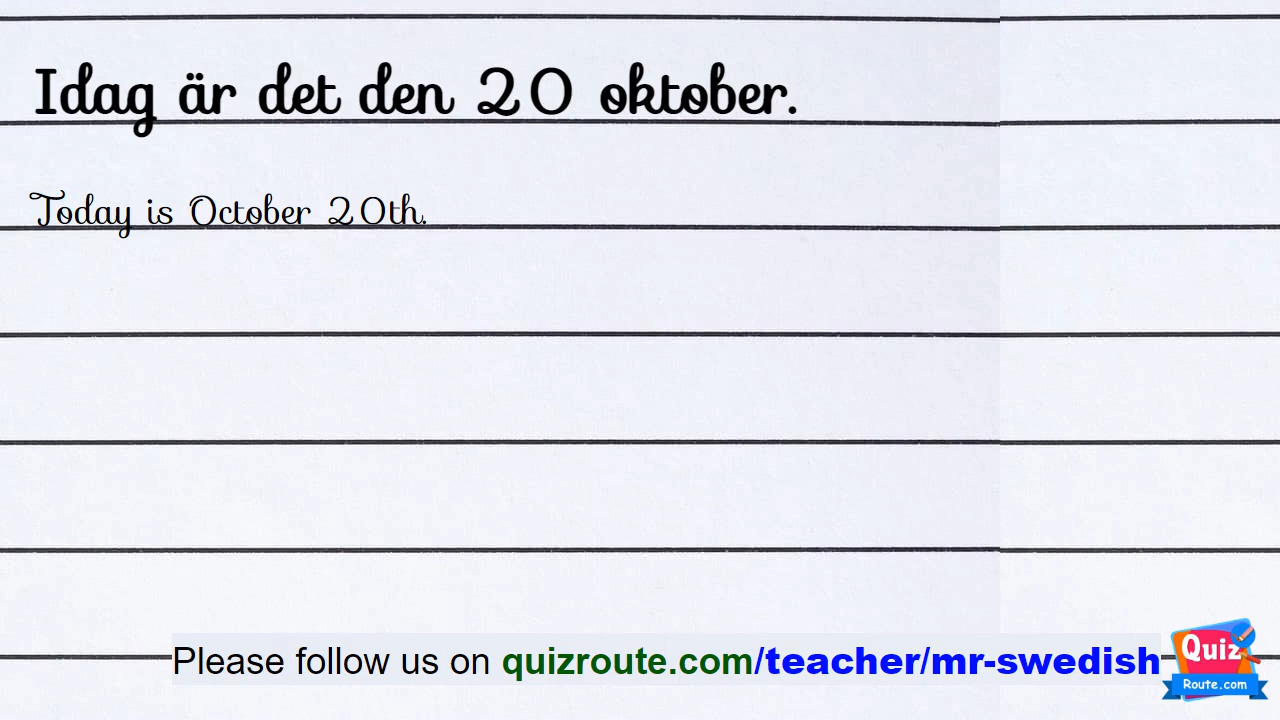 Idag är det den 20 oktober.
Today is October 20th.
Please follow us on quizroute.com/teacher/mr-swedish
Quiz
Route.com